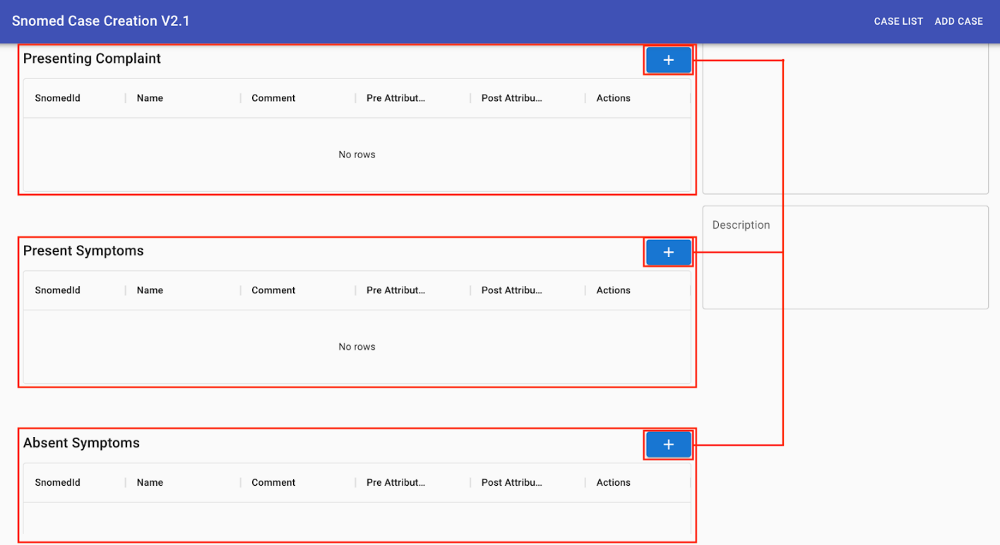 Snomed Case Creation V2.1
CASE LIST ADD CASE
Presenting Complaint
+
SnomedId Name Comment Pre Attribut... Post Attribu... Actions
No rows
Description
Present Symptoms
+
SnomedId Name Comment Pre Attribut... Post Attribu... Actions
No rows
Absent Symptoms
+
SnomedId Name Comment Pre Attribut... Post Attribu... Actions